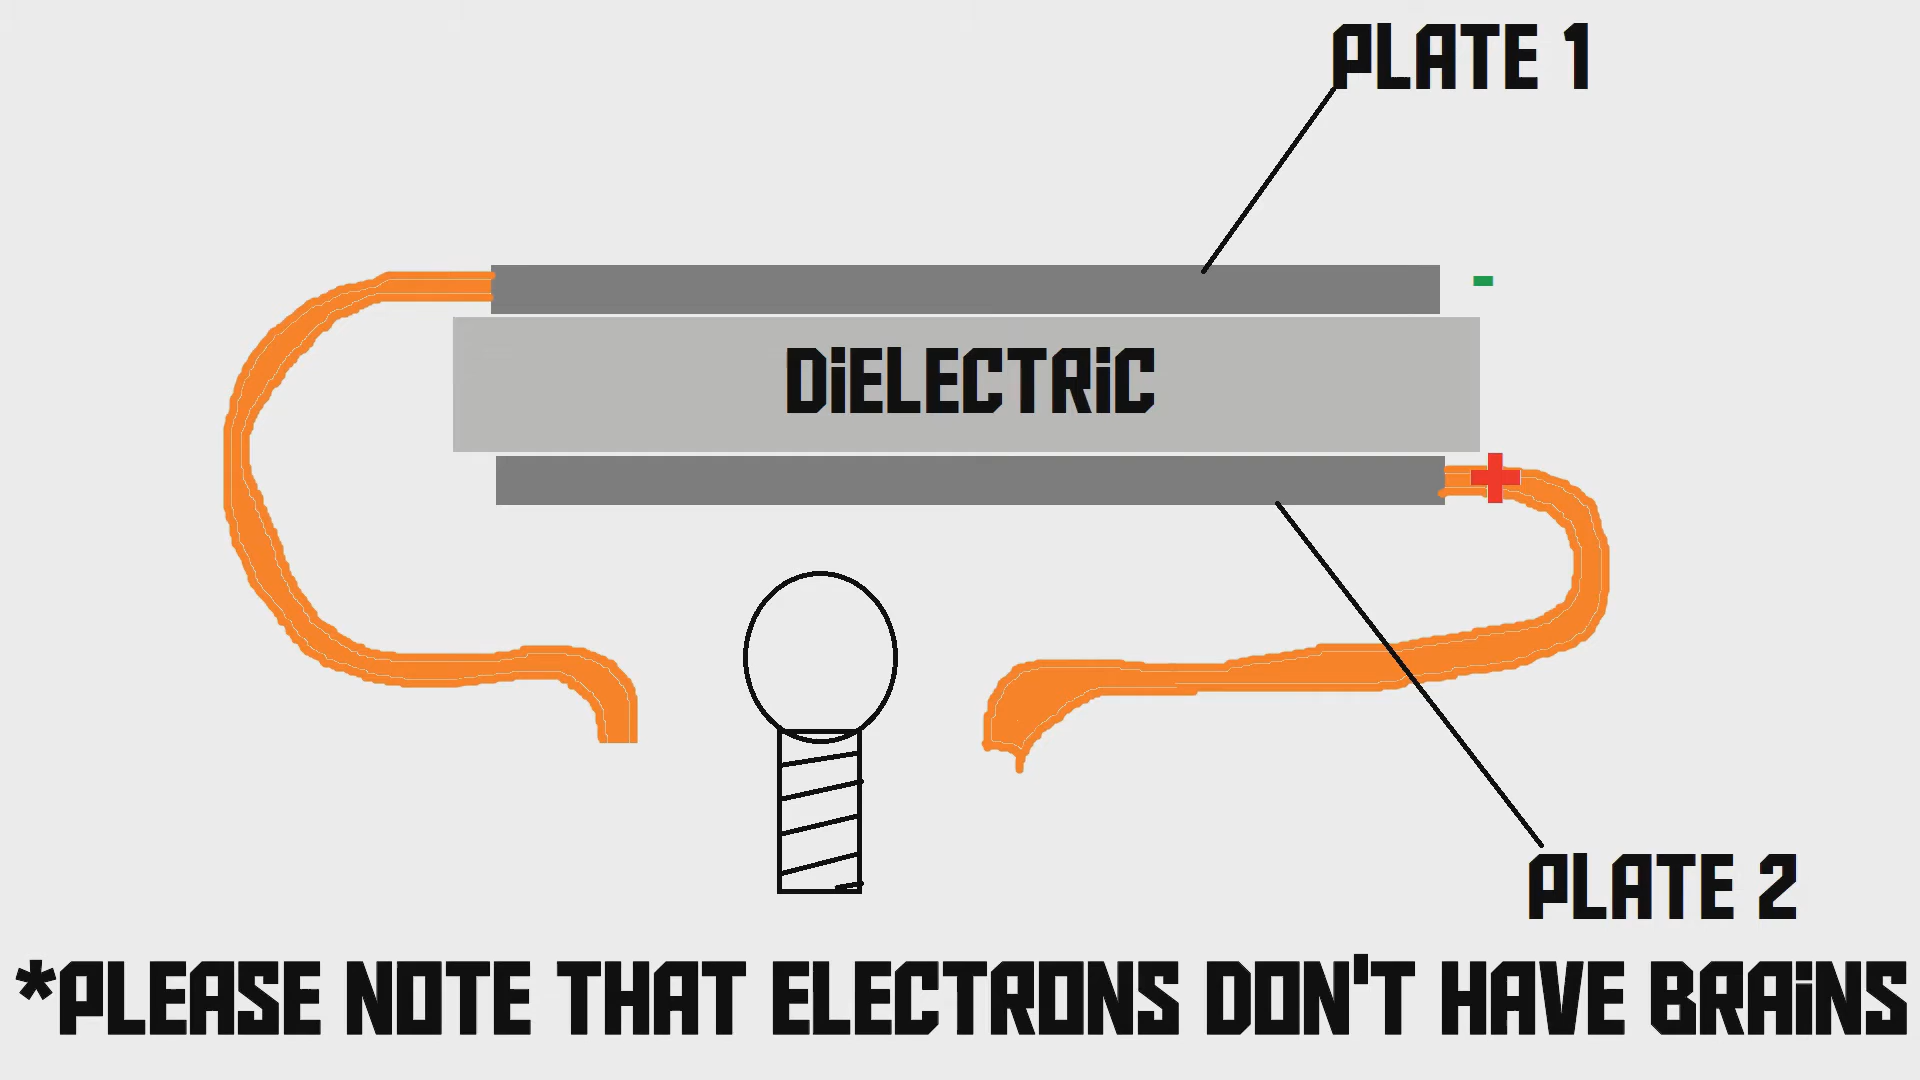 PLATE 1
-
DiELECTRiC
+
PLATE 2
*PLEASE NOTE THAT ELECTRONS DON'T HAVE BRAiNS